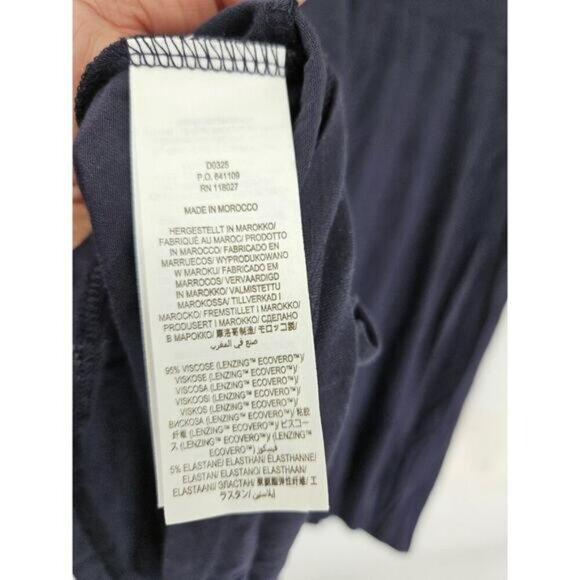 D0325
P.O. 641109
RN 118027
MADE IN MOROCCO
HERGESTELLT IN MAROKKO/
FABRIQUÉ AU MAROC/ PRODOTTO
IN MAROCCO/ FABRICADO EN
MARRUECOS/ WYPRODUKOWANO
W MAROKU/ FABRICADO EM
MARROCOS/ VERVAARDIGD
IN MAROKKO/ VALMISTETTU
MAROKOSSA/ TILLVERKAD I
MAROCKO/ FREMSTILLET I MAROKKO/
PRODUSERT I MAROKKO/ СДЕЛАНО
В МАРОККО/ 摩洛哥制造/ モロッコ製/
صنع في المغرب
95% VISCOSE (LENZING™ ECOVERO™)/
VISKOSE (LENZING™ ECOVERO™)/
VISCOSA (LENZING™ ECOVERO™)/
VISKOOSI (LENZING™ ECOVERO™)/
VISKOS (LENZING™ ECOVERO™)/
ВИСКОЗА (LENZING™ ECOVERO™)/ 粘胶
纤维 (LENZING™ ECOVERO™)/ ビスコー
ス (LENZING™ ECOVERO™)/ (LENZING™
ECOVERO™) فيسكوز
5% ELASTANE/ ELASTHAN/ ELASTHANNE/
ELASTAN/ ELASTANO/ ELASTHAAN/
ELASTAANI/ ЭЛАСТАН/ 聚氨酯弹性纤维/ エ
ラスタン/ إيلاستين